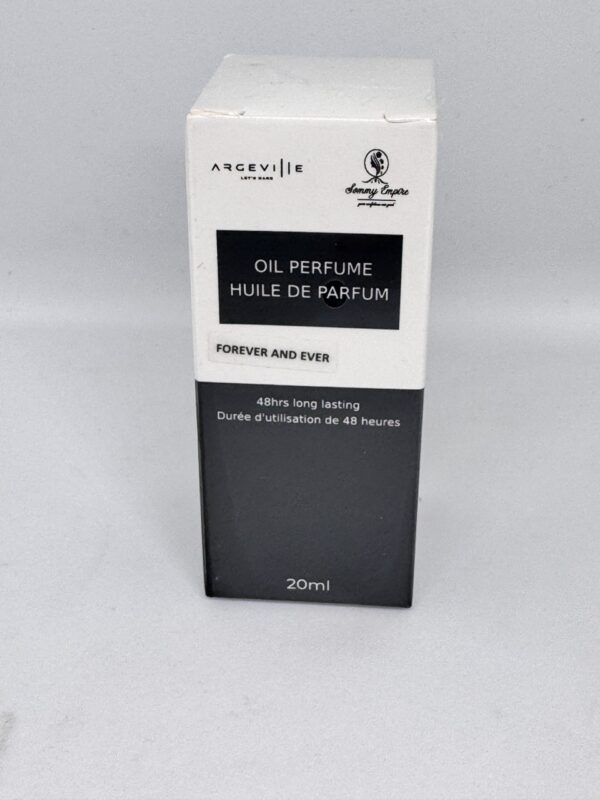 ARGEVILLE
LET'S DARE
Sommy Empire
OIL PERFUME
HUILE DE PARFUM
FOREVER AND EVER
48hrs long lasting
Durée d'utilisation de 48 heures
20ml